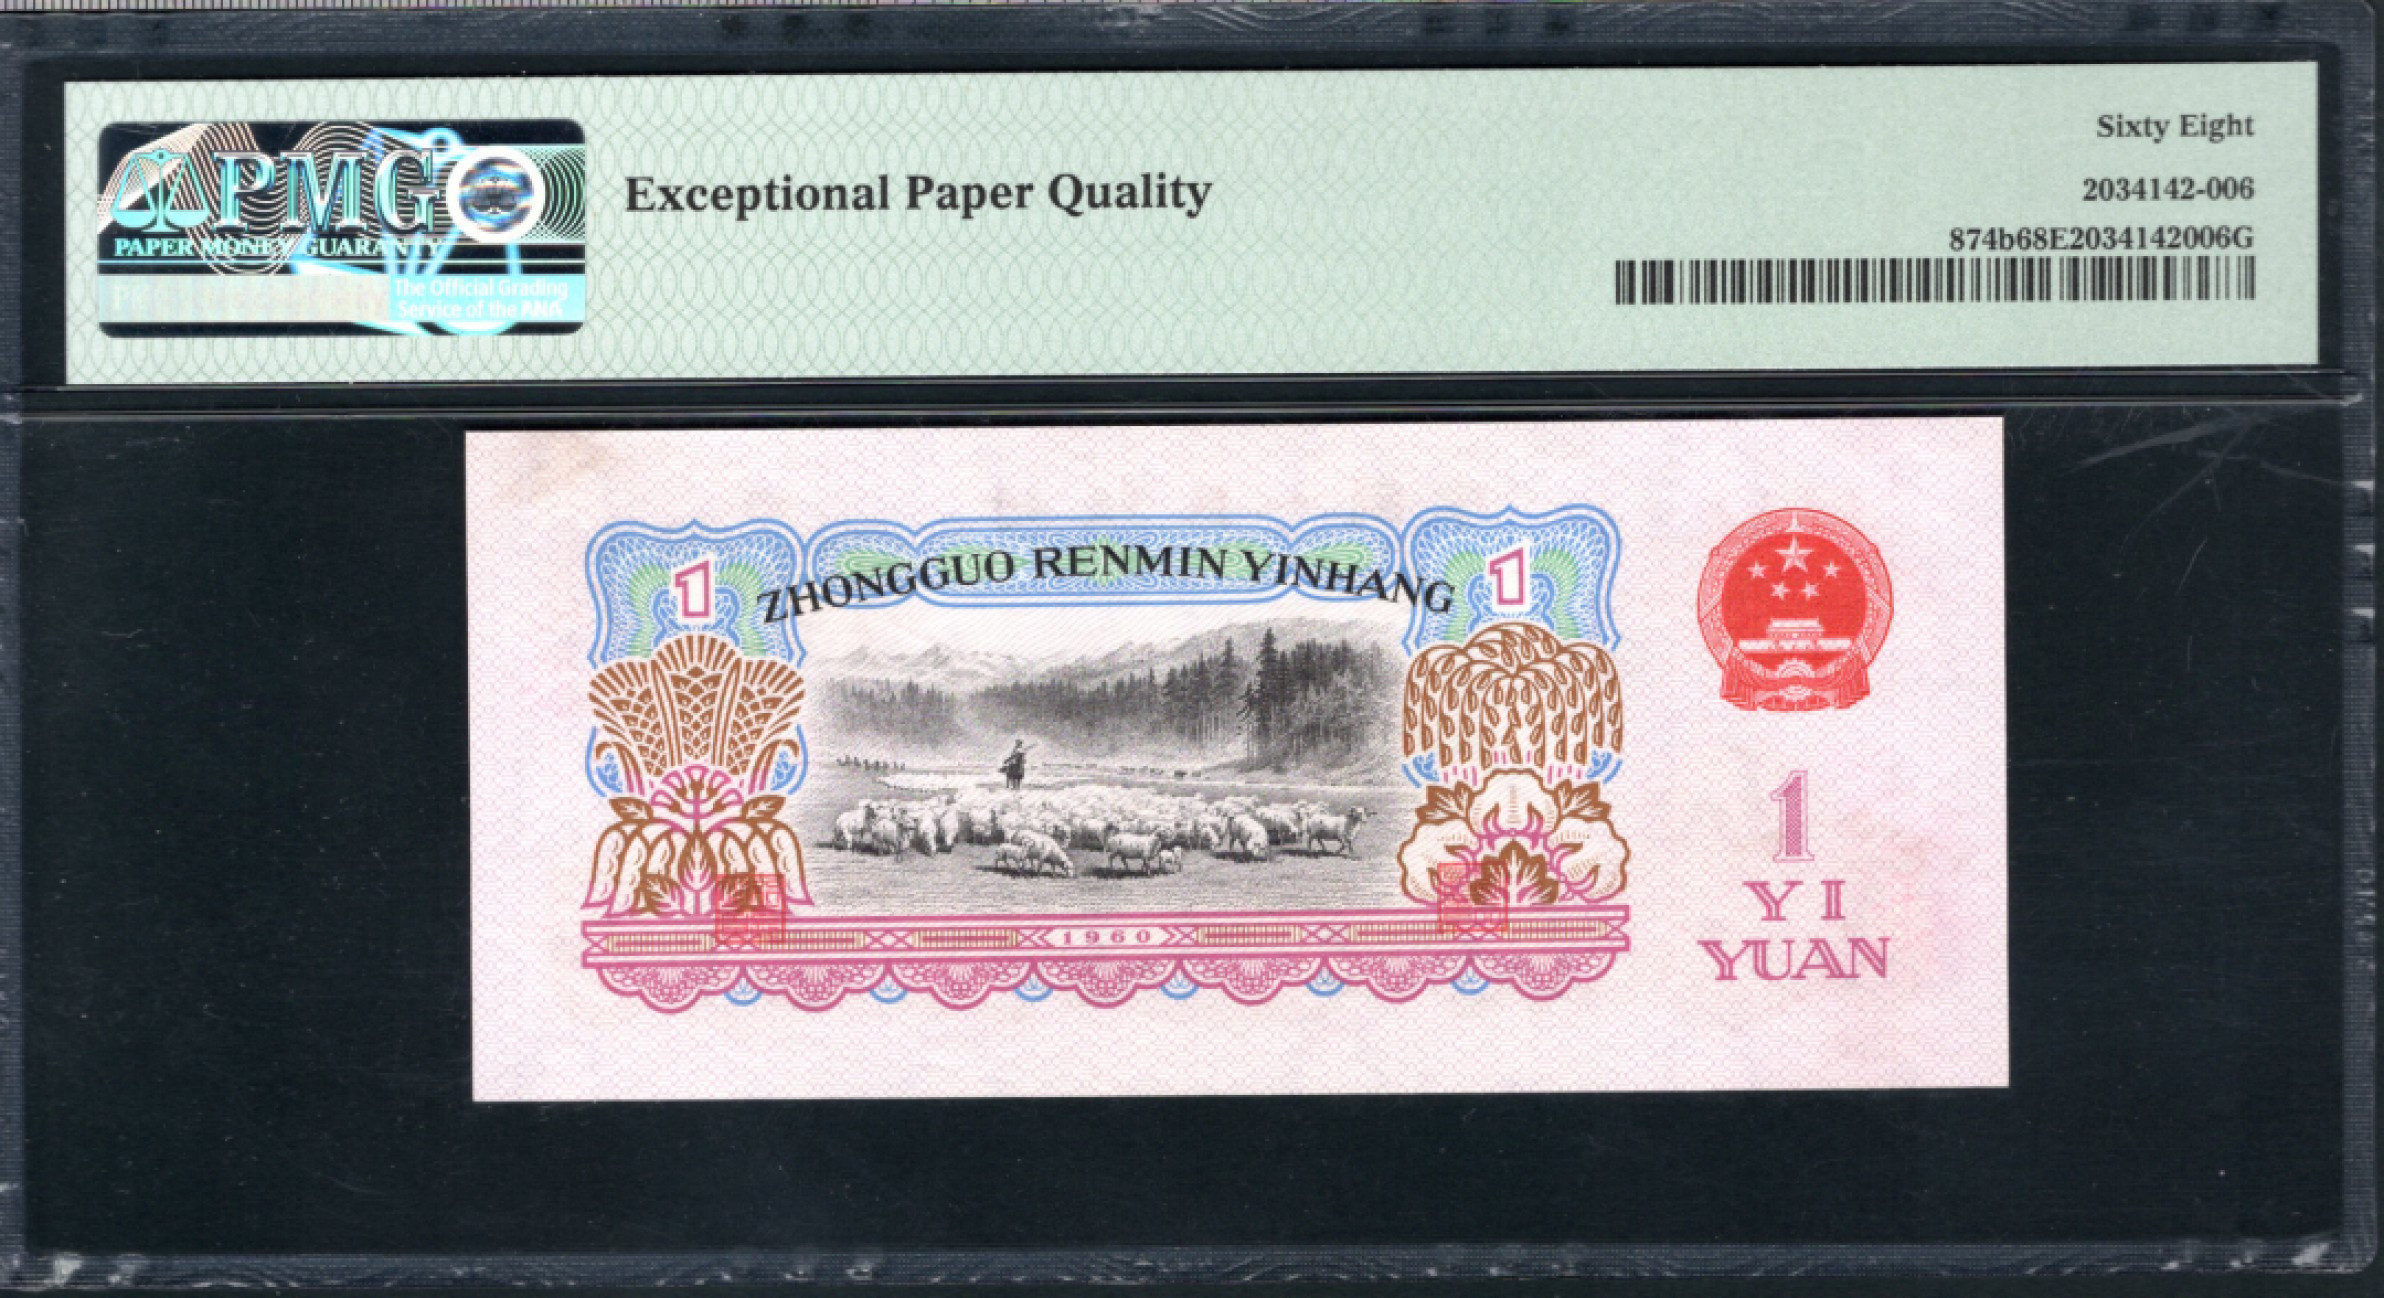 PMG
PAPER MONEY GUARANTY
The Official Grading
Service of the ANA
Exceptional Paper Quality
Sixty Eight
2034142-006
874b68E2034142006G
ZHONGGUO RENMIN YINHANG
1
1
1960
1
YI
YUAN